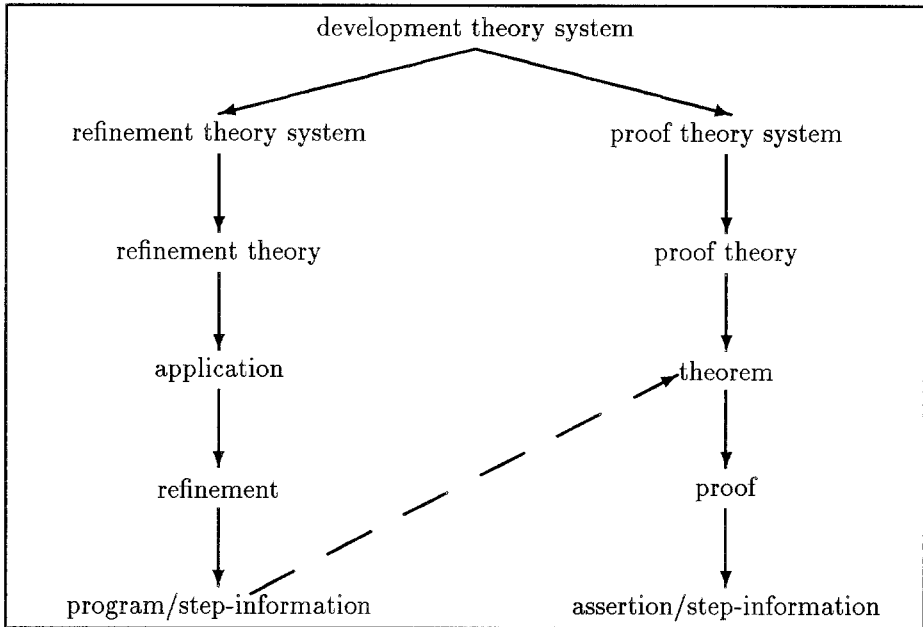 development theory system
refinement theory system
proof theory system
refinement theory
proof theory
application
theorem
refinement
proof
program/step-information
assertion/step-information